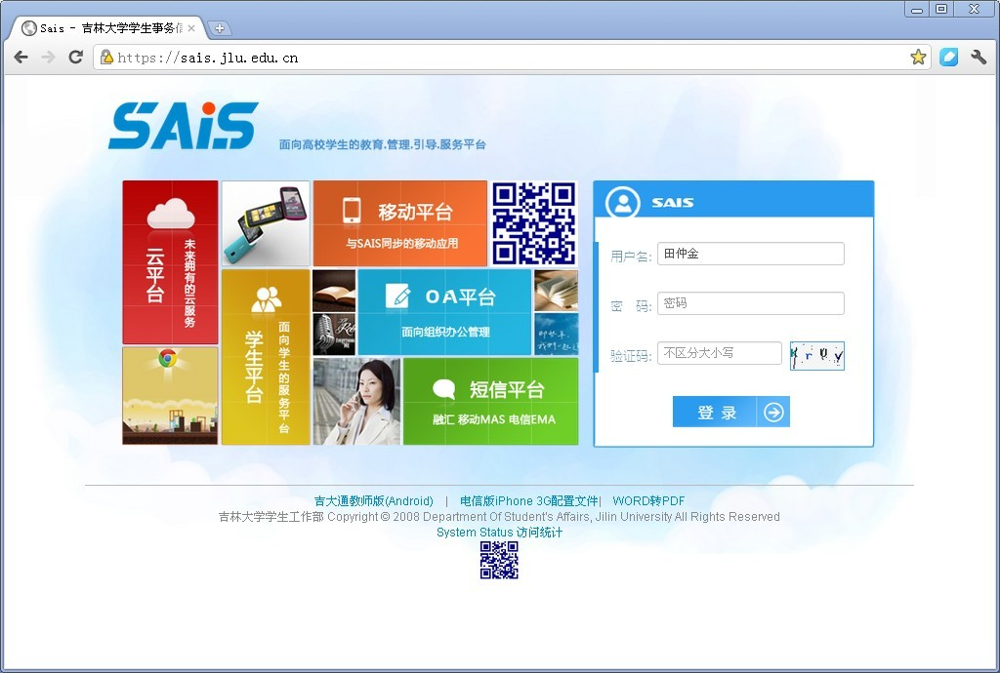 Sais - 吉林大学学生事务信
https://sais.jlu.edu.cn
SAiS
面向高校学生的教育.管理.引导.服务平台
云平台
未来拥有的云服务
移动平台
与SAIS同步的移动应用
学生平台
面向学生的服务平台
OA平台
面向组织办公管理
短信平台
融汇 移动MAS 电信EMA
SAIS
用户名: 田仲金
密 码: 密码
验证码: 不区分大小写
登 录
吉大通教师版(Android) | 电信版iPhone 3G配置文件| WORD转PDF
吉林大学学生工作部 Copyright © 2008 Department Of Student's Affairs, Jilin University All Rights Reserved
System Status 访问统计